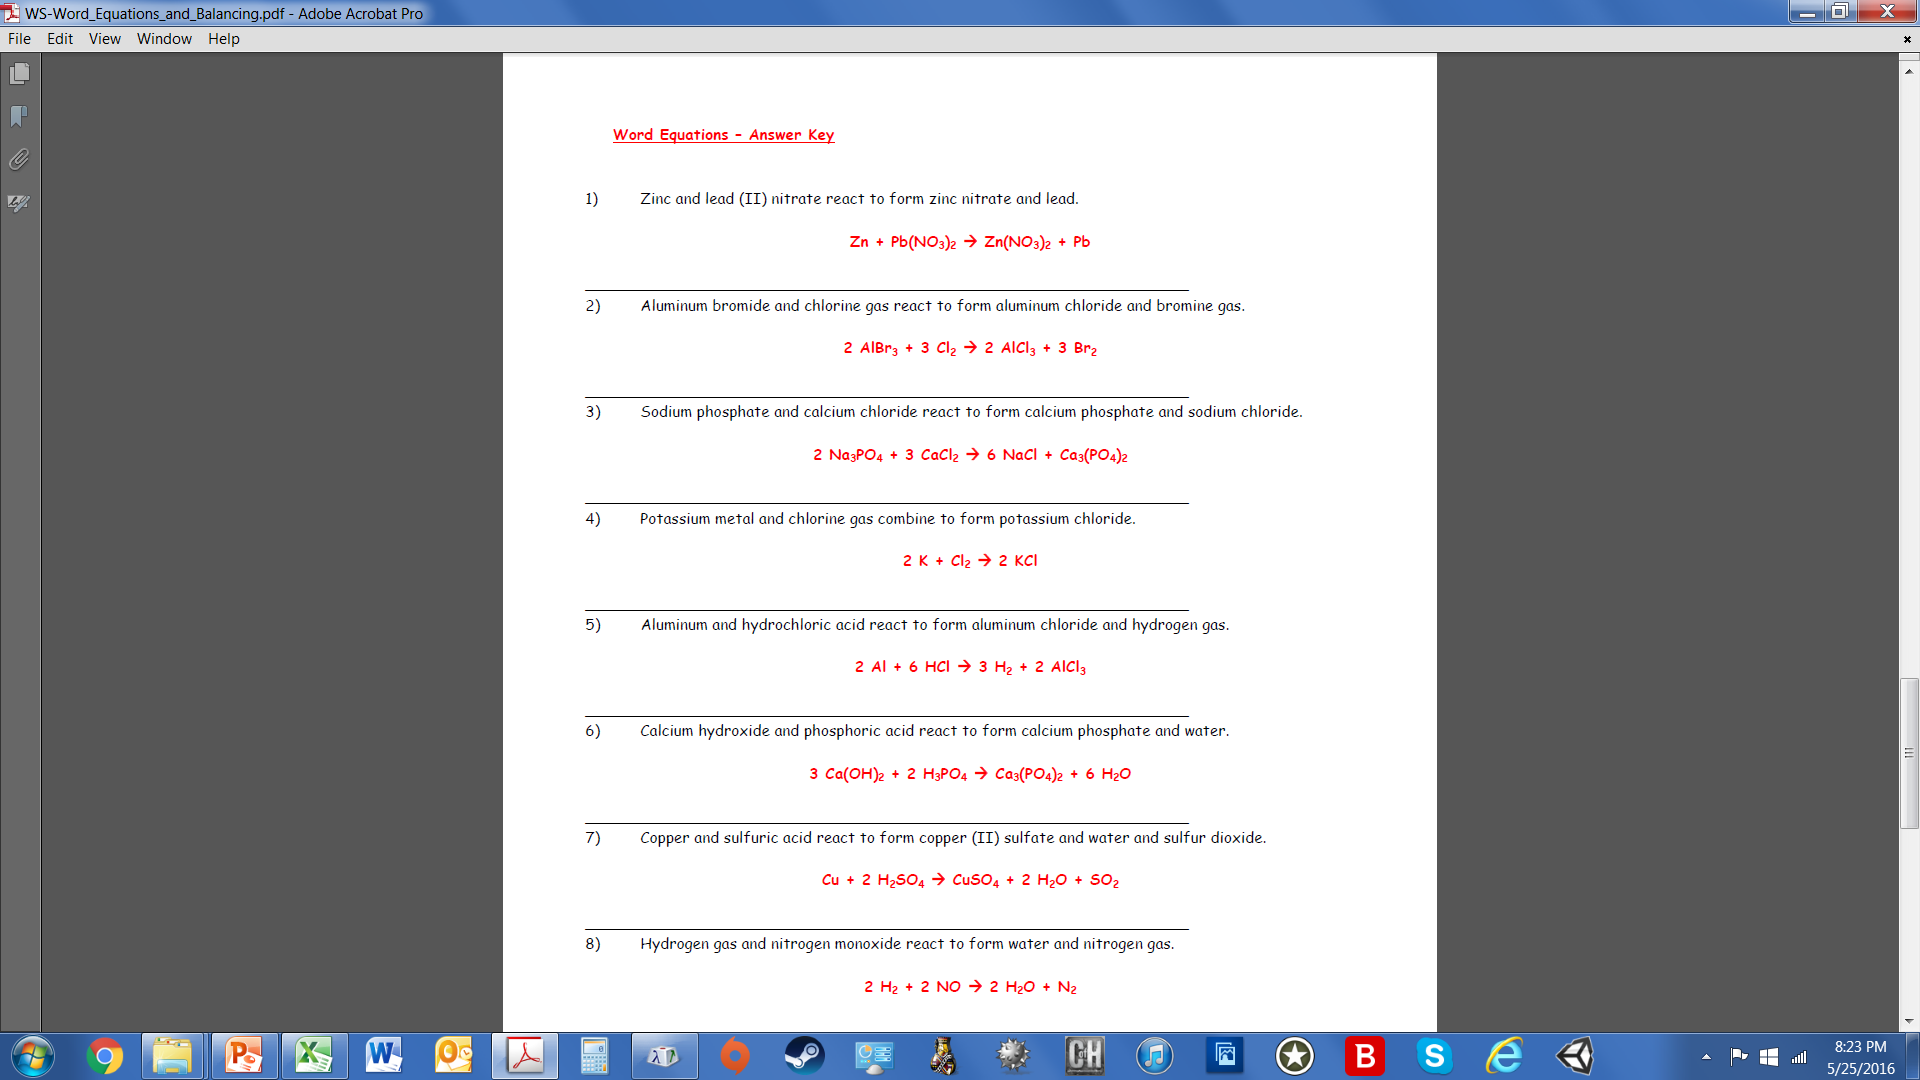 WS-Word_Equations_and_Balancing.pdf - Adobe Acrobat Pro
File Edit View Window Help
Word Equations – Answer Key
1) Zinc and lead (II) nitrate react to form zinc nitrate and lead.
Zn + Pb(NO₃)₂ → Zn(NO₃)₂ + Pb
2) Aluminum bromide and chlorine gas react to form aluminum chloride and bromine gas.
2 AlBr₃ + 3 Cl₂ → 2 AlCl₃ + 3 Br₂
3) Sodium phosphate and calcium chloride react to form calcium phosphate and sodium chloride.
2 Na₃PO₄ + 3 CaCl₂ → 6 NaCl + Ca₃(PO₄)₂
4) Potassium metal and chlorine gas combine to form potassium chloride.
2 K + Cl₂ → 2 KCl
5) Aluminum and hydrochloric acid react to form aluminum chloride and hydrogen gas.
2 Al + 6 HCl → 3 H₂ + 2 AlCl₃
6) Calcium hydroxide and phosphoric acid react to form calcium phosphate and water.
3 Ca(OH)₂ + 2 H₃PO₄ → Ca₃(PO₄)₂ + 6 H₂O
7) Copper and sulfuric acid react to form copper (II) sulfate and water and sulfur dioxide.
Cu + 2 H₂SO₄ → CuSO₄ + 2 H₂O + SO₂
8) Hydrogen gas and nitrogen monoxide react to form water and nitrogen gas.
2 H₂ + 2 NO → 2 H₂O + N₂
8:23 PM
5/25/2016